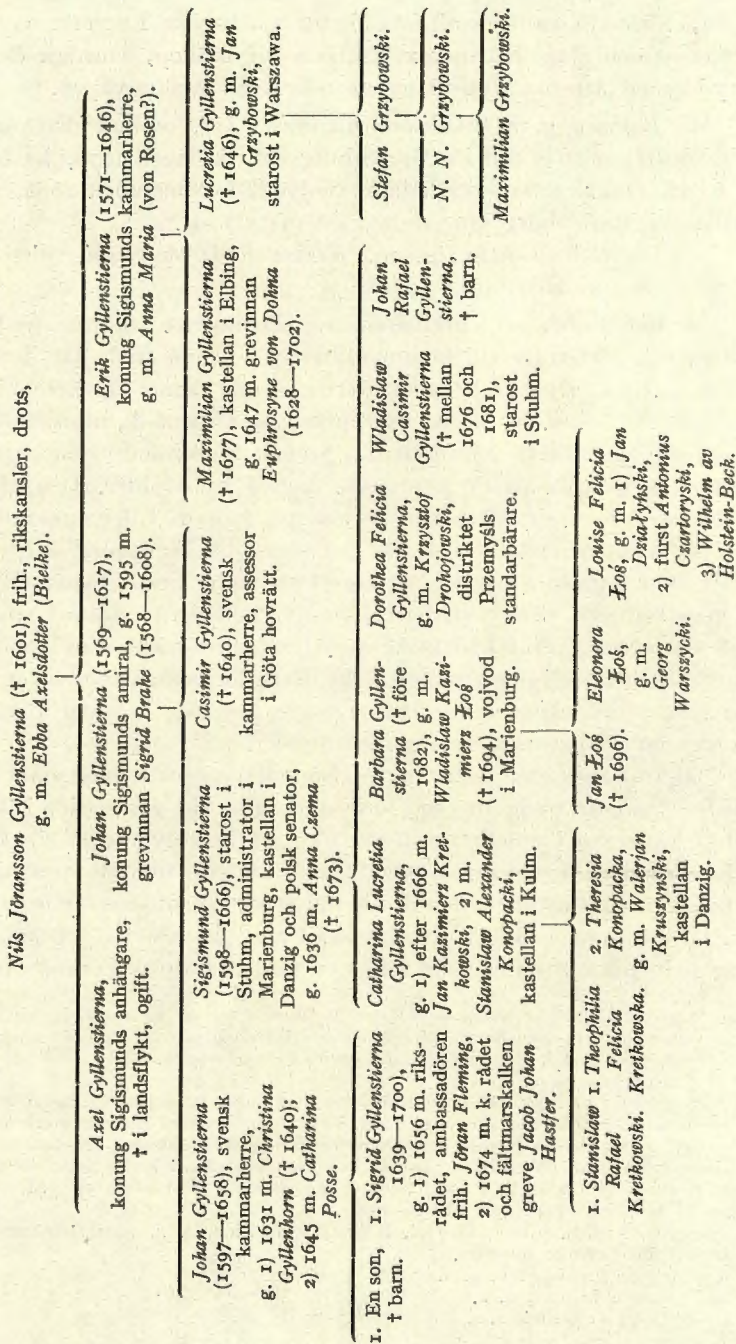 Nils Jöransson Gyllenstierna († 1601), frih., rikskansler, drots,
g. m. Ebba Axelsdotter (Bielke).
Axel Gyllenstierna,
konung Sigismunds anhängare,
† i landsflykt, ogift.
Johan Gyllenstierna (1569—1617),
konung Sigismunds amiral, g. 1595 m.
grevinnan Sigrid Brahe (1568—1608).
Erik Gyllenstierna (1571—1646),
konung Sigismunds kammarherre,
g. m. Anna Maria (von Rosen?).
Johan Gyllenstierna
(1597—1658), svensk
kammarherre,
g. 1) 1631 m. Christina
Gyllenhorn († 1640);
2) 1645 m. Catharina
Posse.
Sigismund Gyllenstierna
(1598—1666), starost i
Stuhm, administrator i
Marienburg, kastellan i
Danzig och polsk senator,
g. 1636 m. Anna Czema
(† 1673).
Casimir Gyllenstierna
(† 1640), svensk
kammarherre, assessor
i Göta hovrätt.
Maximilian Gyllenstierna
(† 1677), kastellan i Elbing,
g. 1647 m. grevinnan
Euphrosyne von Dohna
(1628—1702).
Lucretia Gyllenstierna
(† 1646), g. m. Jan
Grzybowski,
starost i Warszawa.
1. En son,
† barn.
1. Sigrid Gyllenstierna
1639—1700),
g. 1) 1656 m. riks-
rådet, ambassadören
frih. Jöran Fleming,
2) 1674 m. k. rådet
och fältmarskalken
greve Jacob Johan
Hastfer.
Catharina Lucretia
Gyllenstierna,
g. 1) efter 1666 m.
Jan Kazimierz Kret-
kowski, 2) m.
Stanislaw Alexander
Konopacki,
kastellan i Kulm.
Barbara Gyllen-
stierna († före
1682), g. m.
Wladislaw Kazi-
mierz Łoś
(† 1694), vojvod
i Marienburg.
Dorothea Felicia
Gyllenstierna,
g. m. Krzysztof
Drohojowski,
distriktet
Przemyśls
standarbärare.
Wladislaw
Casimir
Gyllenstierna
(† mellan
1676 och
1681),
starost
i Stuhm.
Johan
Rafael
Gyllen-
stierna,
† barn.
Stefan Grzybowski.
N. N. Grzybowski.
Maximilian Grzybowski.
1. Stanislaw
Rafael
Kretkowski.
1. Theophilia
Felicia
Kretkowska.
2. Theresia
Konopacka,
g. m. Walerjan
Kruszynski,
kastellan
i Danzig.
Jan Łoś
(† 1696).
Eleonora
Łoś,
g. m.
Georg
Warszycki.
Louise Felicia
Łoś, g. m. 1) Jan
Działyński,
2) furst Antonius
Czartoryski,
3) Wilhelm av
Holstein-Beck.